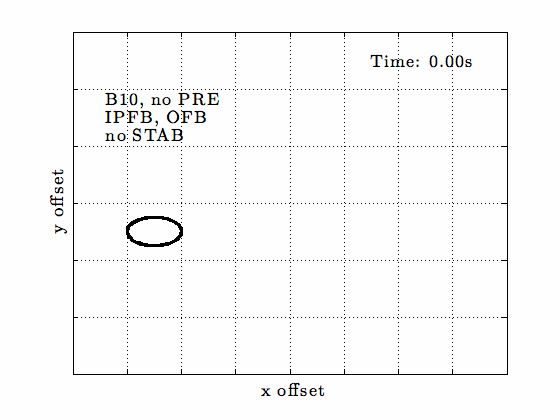 Time: 0.00s
B10, no PRE
IPFB, OFB
no STAB
y offset
x offset